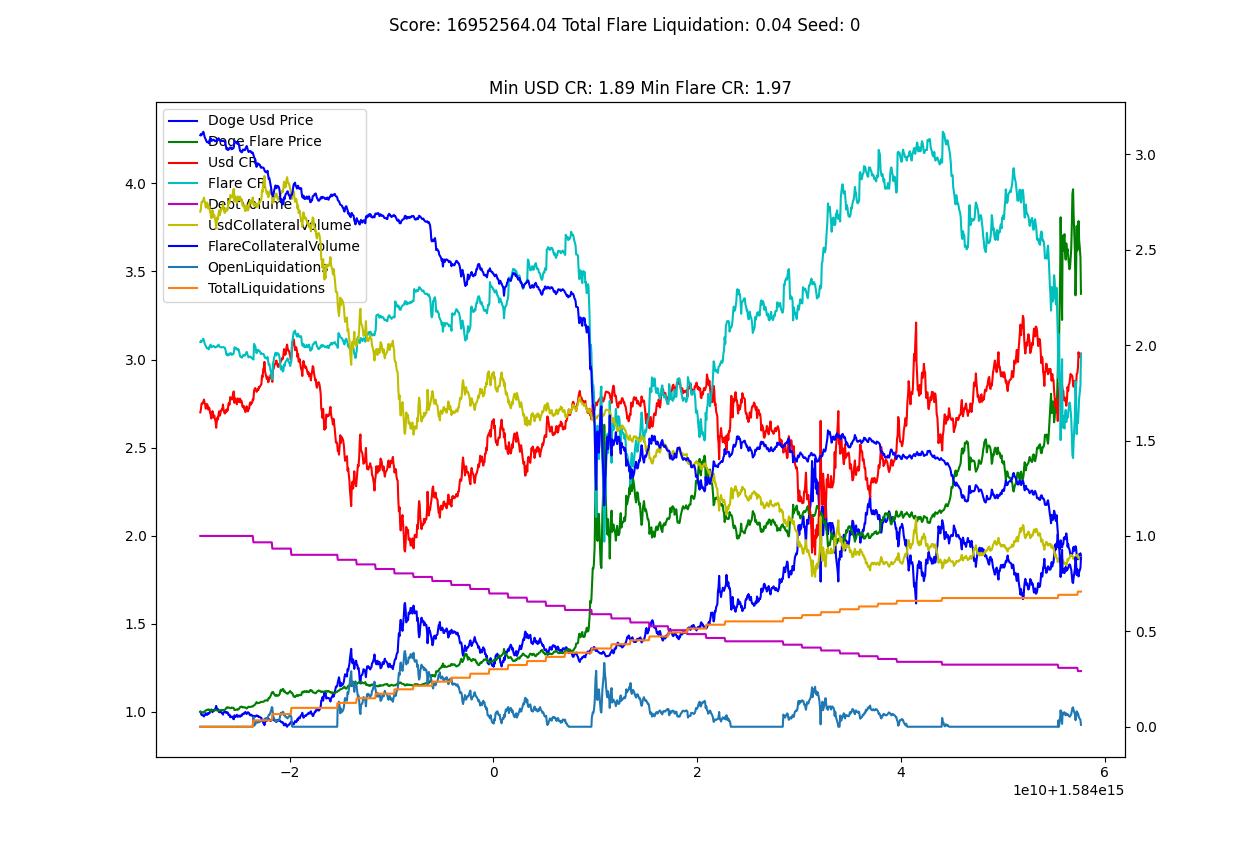 Score: 16952564.04 Total Flare Liquidation: 0.04 Seed: 0
Min USD CR: 1.89 Min Flare CR: 1.97
Doge Usd Price
Doge Flare Price
Usd CR
Flare CR
Debt Volume
UsdCollateralVolume
FlareCollateralVolume
OpenLiquidations
TotalLiquidations
4.0
3.5
3.0
2.5
2.0
1.5
1.0
3.0
2.5
2.0
1.5
1.0
0.5
0.0
−2 0 2 4 6
1e10+1.584e15